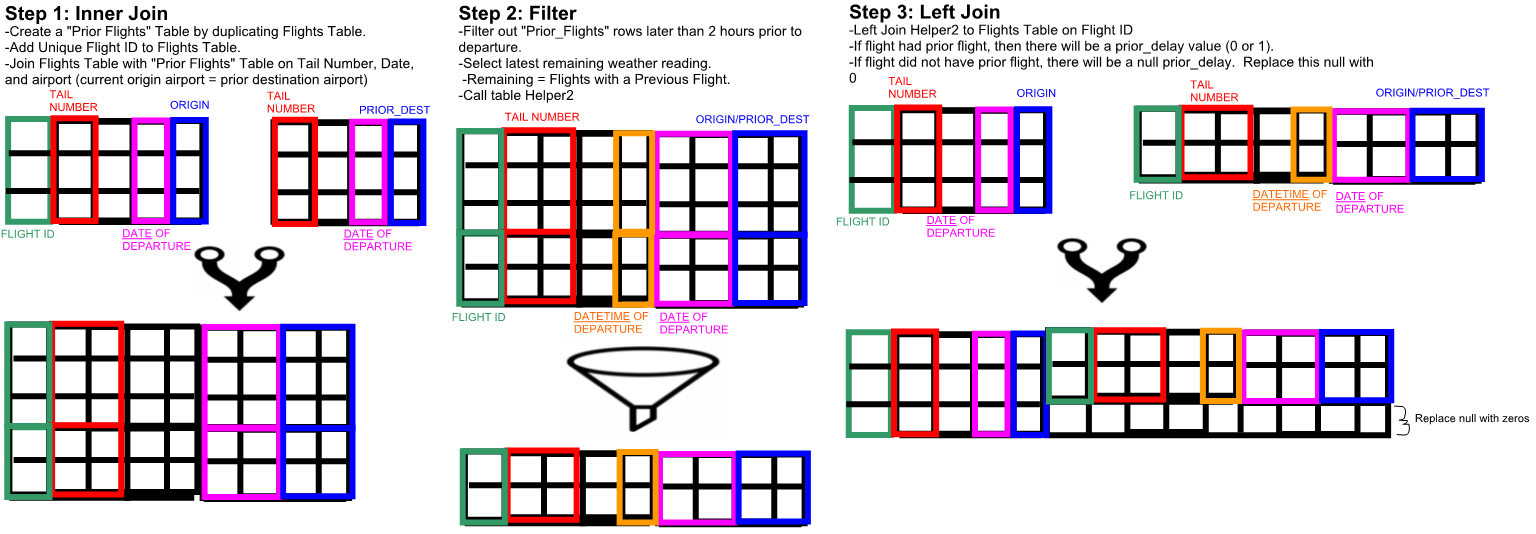 Step 1: Inner Join
-Create a "Prior Flights" Table by duplicating Flights Table.
-Add Unique Flight ID to Flights Table.
-Join Flights Table with "Prior Flights" Table on Tail Number, Date,
and airport (current origin airport = prior destination airport)
TAIL
NUMBER
ORIGIN
TAIL
NUMBER
PRIOR_DEST
FLIGHT ID
DATE OF
DEPARTURE
DATE OF
DEPARTURE
Step 2: Filter
-Filter out "Prior_Flights" rows later than 2 hours prior to
departure.
-Select latest remaining weather reading.
-Remaining = Flights with a Previous Flight.
-Call table Helper2
TAIL NUMBER
ORIGIN/PRIOR_DEST
FLIGHT ID
DATETIME OF
DEPARTURE
DATE OF
DEPARTURE
Step 3: Left Join
-Left Join Helper2 to Flights Table on Flight ID
-If flight had prior flight, then there will be a prior_delay value (0 or 1).
-If flight did not have prior flight, there will be a null prior_delay. Replace this null with
0
TAIL
NUMBER
ORIGIN
TAIL
NUMBER
ORIGIN/PRIOR_DEST
FLIGHT ID
DATE OF
DEPARTURE
FLIGHT ID
DATETIME OF
DEPARTURE
DATE OF
DEPARTURE
Replace null with zeros